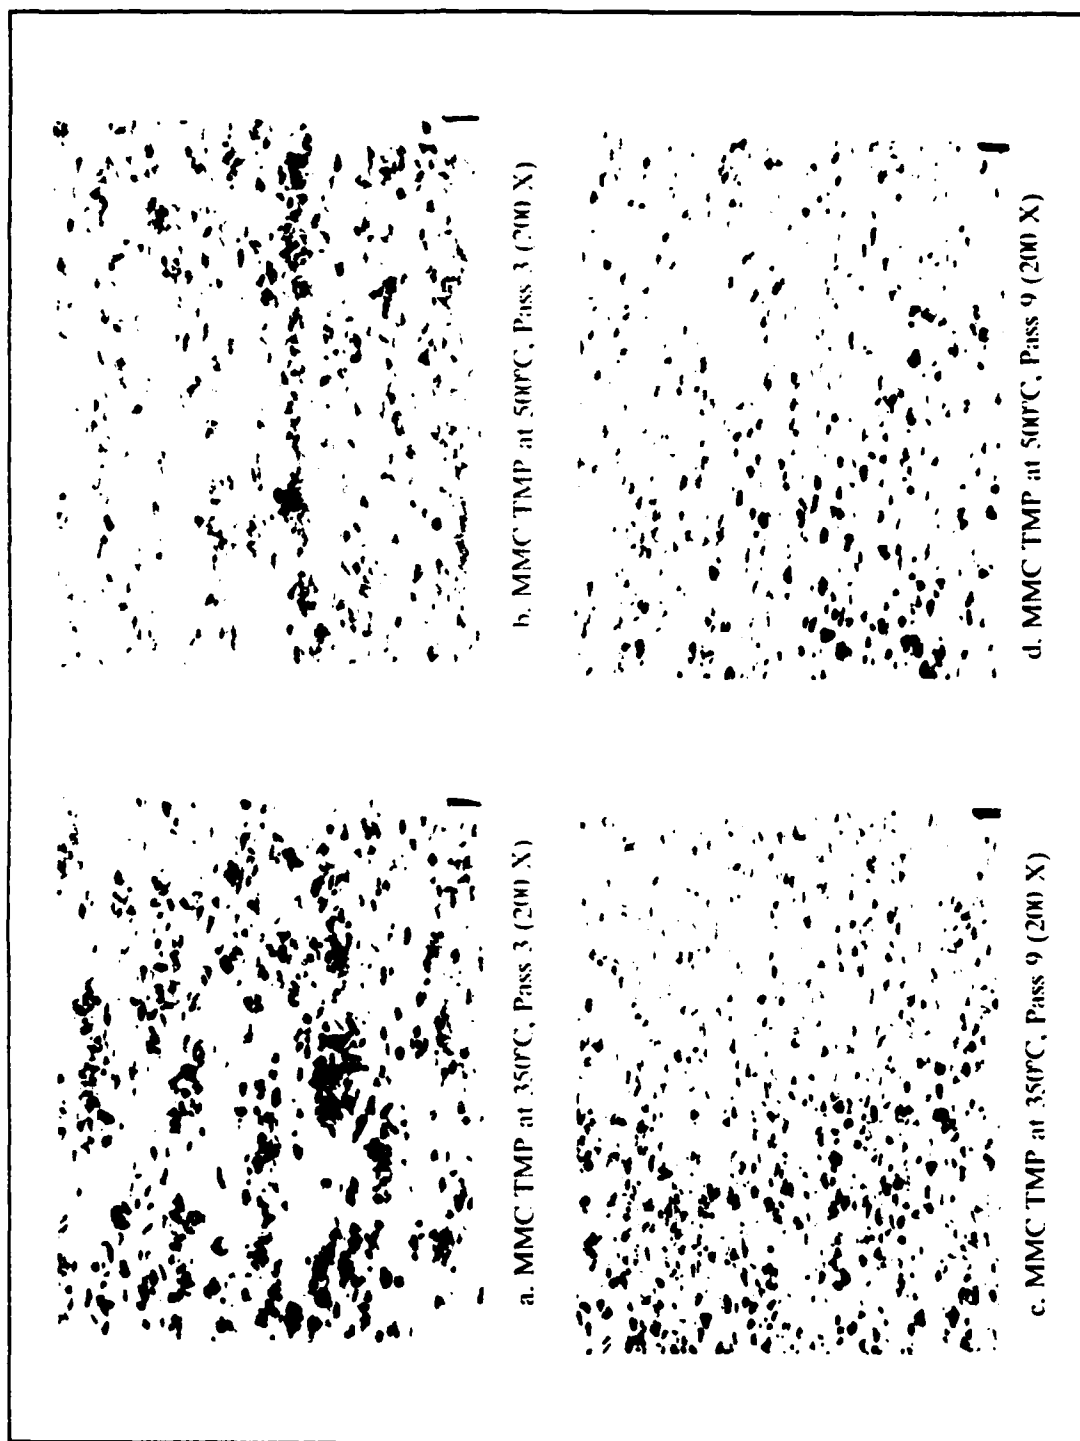 a. MMC TMP at 350°C, Pass 3 (200 X)
b. MMC TMP at 500°C, Pass 3 (200 X)
c. MMC TMP at 350°C, Pass 9 (200 X)
d. MMC TMP at 500°C, Pass 9 (200 X)